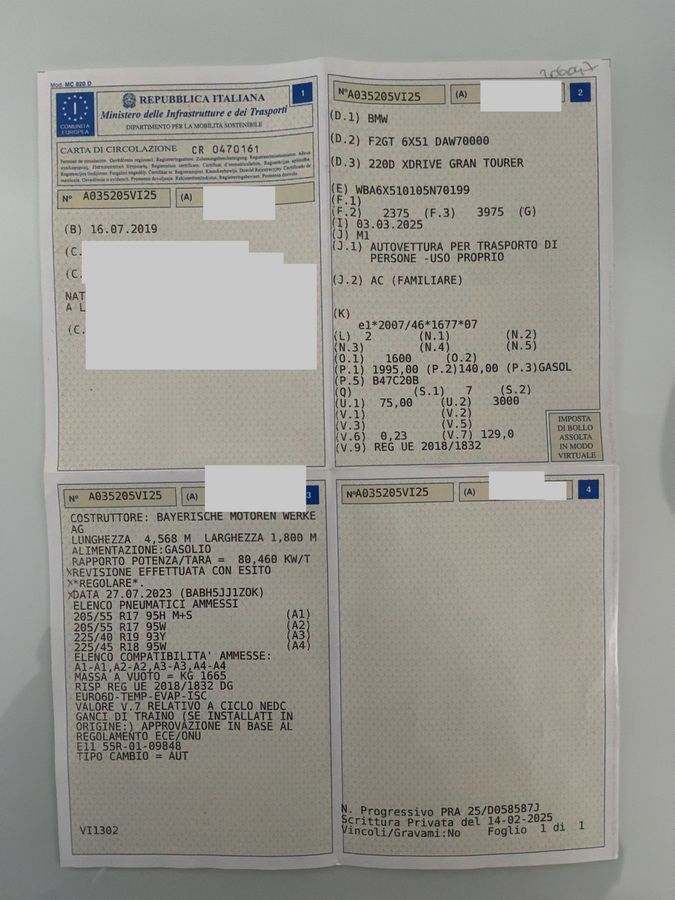 Mod. MC 820 D
COMUNITÀ
EUROPEA
I
REPUBBLICA ITALIANA
1
Ministero delle Infrastrutture e dei Trasporti
DIPARTIMENTO PER LA MOBILITÀ SOSTENIBILE
CARTA DI CIRCOLAZIONE CR 0470161
N° A035205VI25 (A)
(B) 16.07.2019
(C.
(C.
NAT
A L
(C.
N° A035205VI25 (A) 2
(D.1) BMW
(D.2) F2GT 6X51 DAW70000
(D.3) 220D XDRIVE GRAN TOURER
(E) WBA6X510105N70199
(F.1)
(F.2) 2375 (F.3) 3975 (G)
(I) 03.03.2025
(J) M1
(J.1) AUTOVETTURA PER TRASPORTO DI
PERSONE -USO PROPRIO
(J.2) AC (FAMILIARE)
(K)
e1*2007/46*1677*07
(L) 2 (N.1) (N.2)
(N.3) (N.4) (N.5)
(O.1) 1600 (O.2)
(P.1) 1995,00 (P.2)140,00 (P.3)GASOL
(P.5) B47C20B
(Q) (S.1) 7 (S.2)
(U.1) 75,00 (U.2) 3000
(V.1) (V.2)
(V.3) (V.5)
(V.6) 0,23 (V.7) 129,0
(V.9) REG UE 2018/1832
IMPOSTA
DI BOLLO
ASSOLTA
IN MODO
VIRTUALE
N° A035205VI25 (A) 3
COSTRUTTORE: BAYERISCHE MOTOREN WERKE
AG
LUNGHEZZA 4,568 M LARGHEZZA 1,800 M
ALIMENTAZIONE:GASOLIO
RAPPORTO POTENZA/TARA = 80,460 KW/T
REVISIONE EFFETTUATA CON ESITO
*REGOLARE*.
DATA 27.07.2023 (BABH5JJ1ZOK)
ELENCO PNEUMATICI AMMESSI
205/55 R17 95H M+S (A1)
205/55 R17 95W (A2)
225/40 R19 93Y (A3)
225/45 R18 95W (A4)
ELENCO COMPATIBILITA' AMMESSE:
A1-A1,A2-A2,A3-A3,A4-A4
MASSA A VUOTO = KG 1665
RISP REG UE 2018/1832 DG
EURO6D-TEMP-EVAP-ISC
VALORE V.7 RELATIVO A CICLO NEDC
GANCI DI TRAINO (SE INSTALLATI IN
ORIGINE:) APPROVAZIONE IN BASE AL
REGOLAMENTO ECE/ONU
E11 55R-01-09848
TIPO CAMBIO = AUT
VI1302
N° A035205VI25 (A) 4
N. Progressivo PRA 25/D058587J
Scrittura Privata del 14-02-2025
Vincoli/Gravami:No Foglio 1 di 1